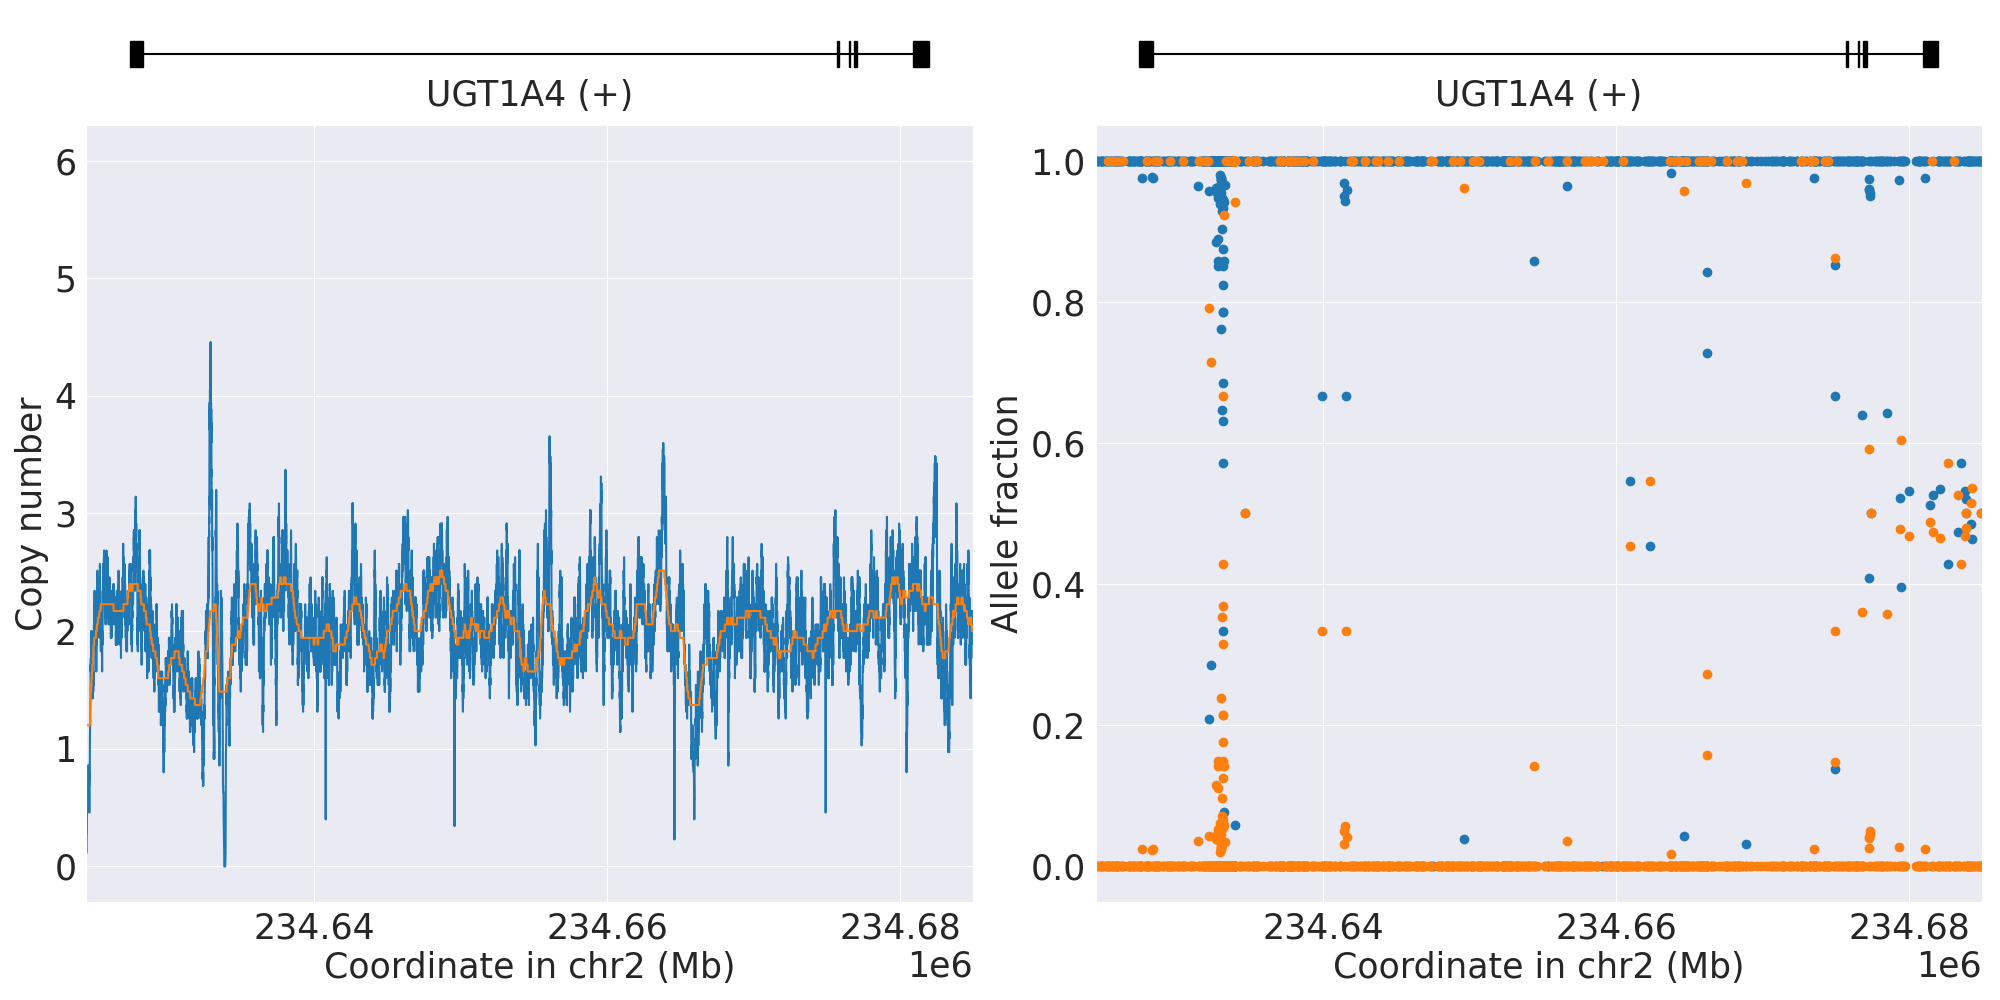 UGT1A4 (+)
6
5
4
3
2
1
0
Copy number
234.64 234.66 234.68
Coordinate in chr2 (Mb)
1e6
UGT1A4 (+)
1.0
0.8
0.6
0.4
0.2
0.0
Allele fraction
234.64 234.66 234.68
Coordinate in chr2 (Mb)
1e6